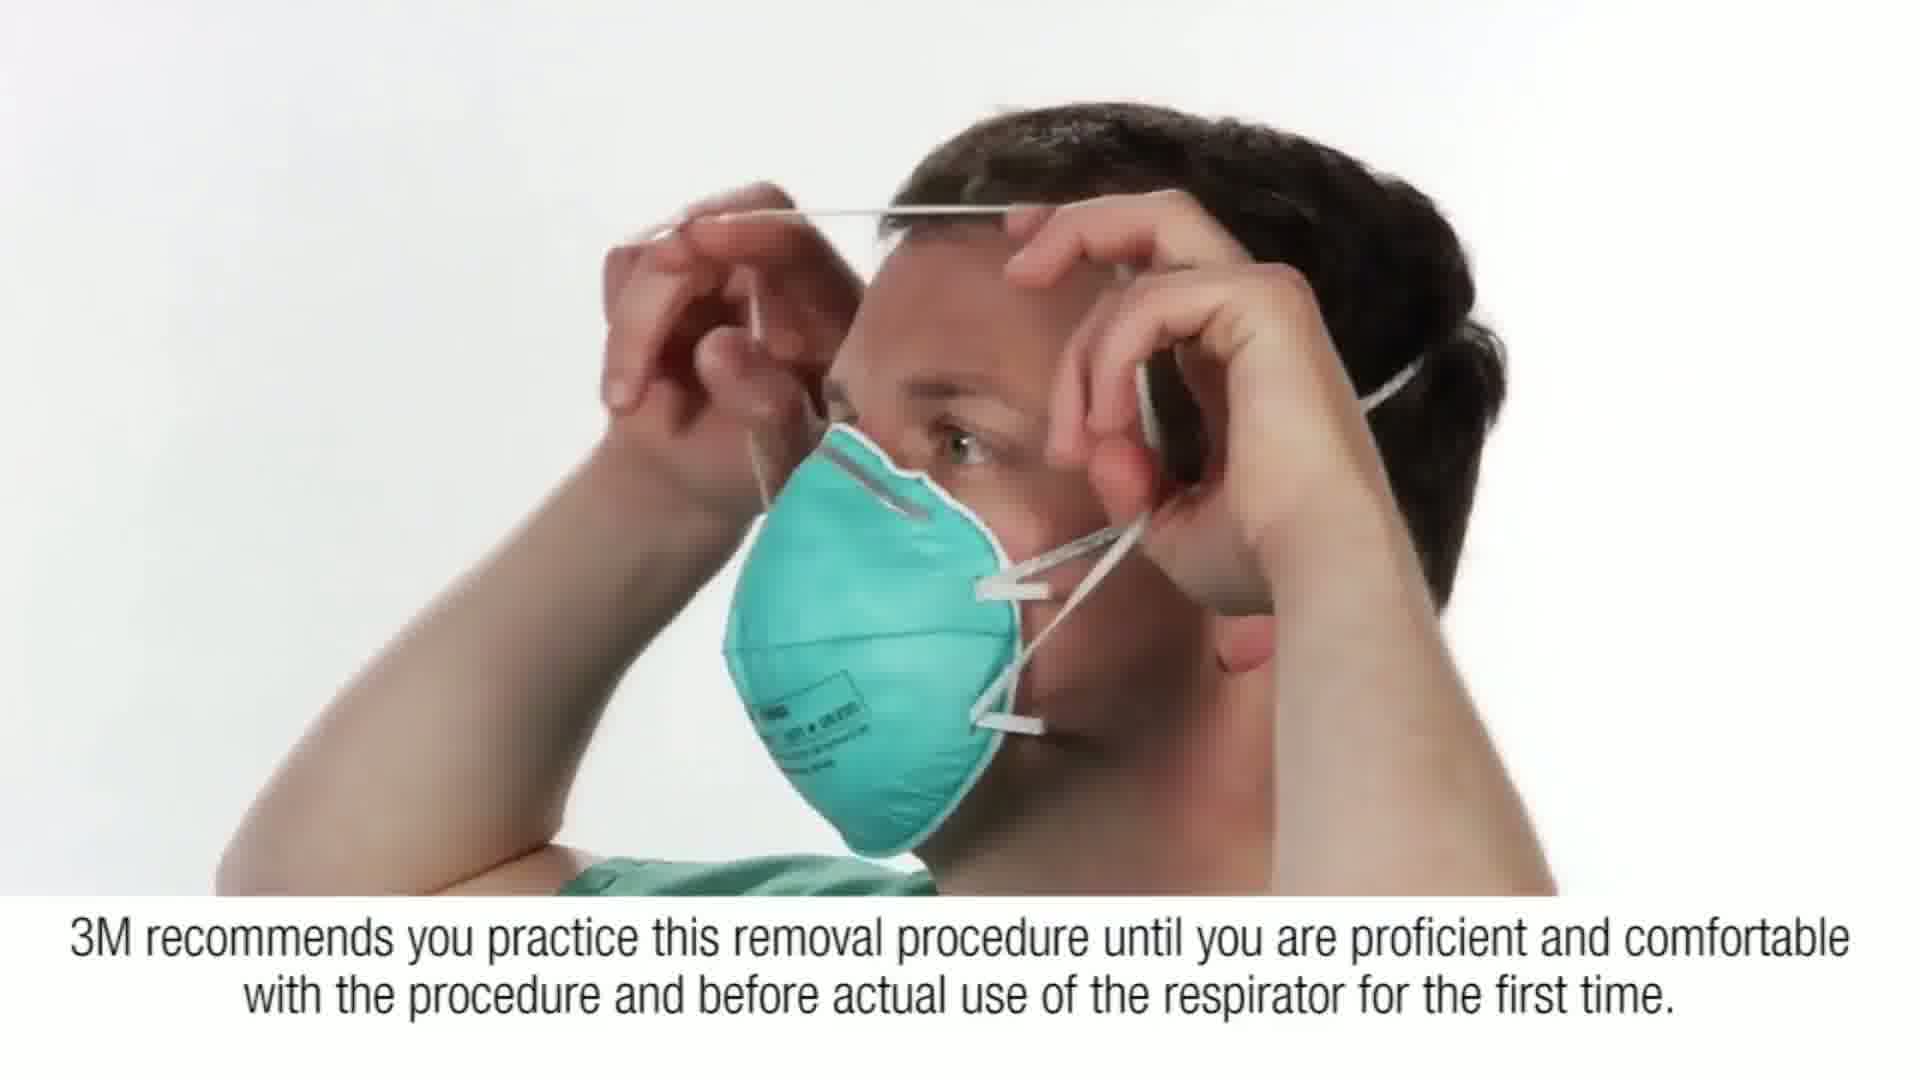 3M recommends you practice this removal procedure until you are proficient and comfortable
with the procedure and before actual use of the respirator for the first time.